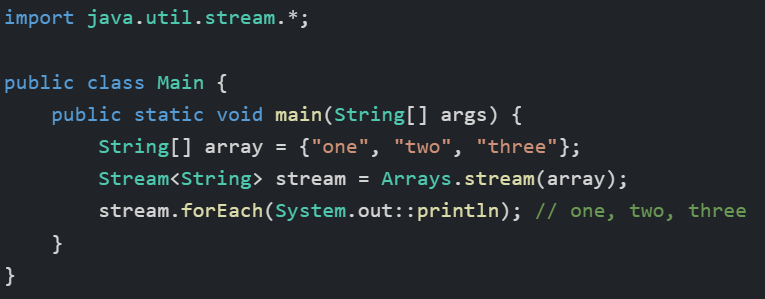 import java.util.stream.*;

public class Main {
    public static void main(String[] args) {
        String[] array = {"one", "two", "three"};
        Stream<String> stream = Arrays.stream(array);
        stream.forEach(System.out::println); // one, two, three
    }
}